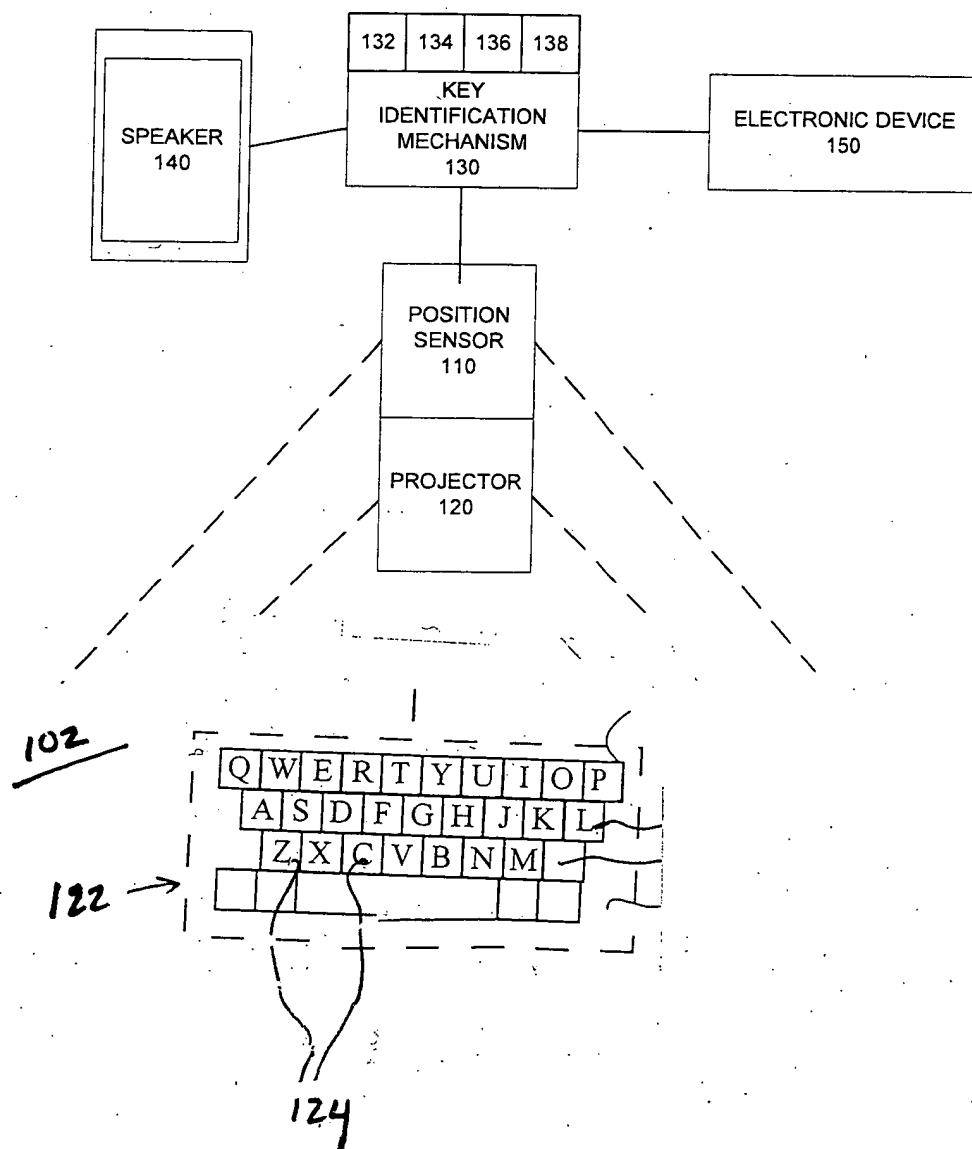 132 134 136 138
KEY
IDENTIFICATION
MECHANISM
130
SPEAKER
140
ELECTRONIC DEVICE
150
POSITION
SENSOR
110
PROJECTOR
120
102
Q W E R T Y U I O P
A S D F G H J K L
Z X C V B N M
122
124